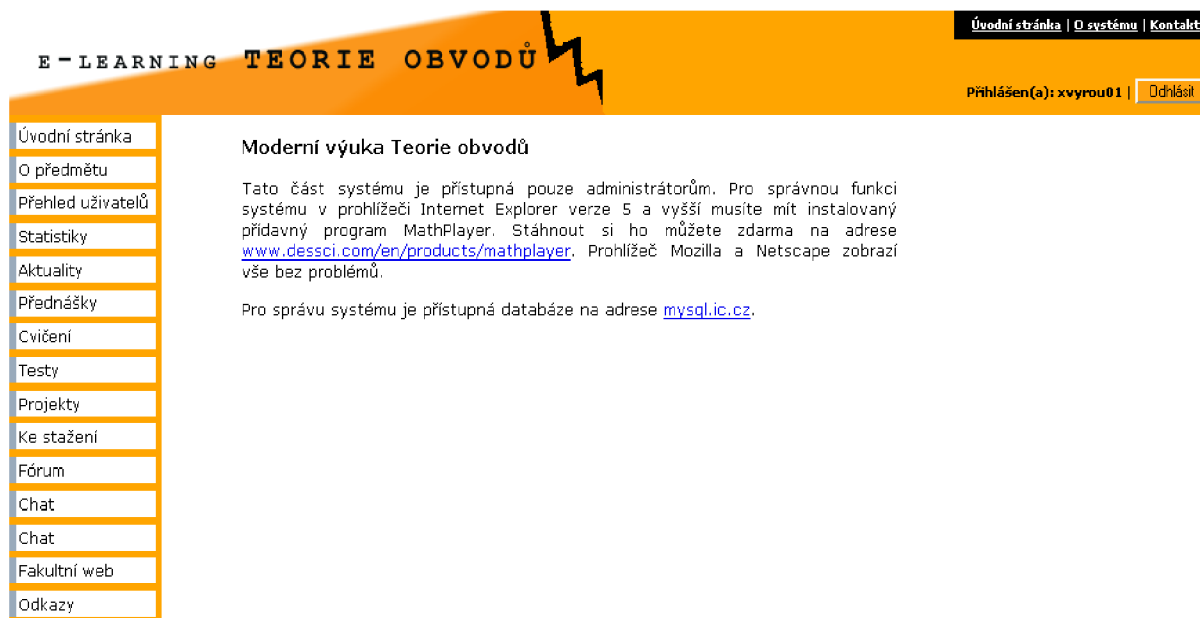 Úvodní stránka | O systému | Kontakt
E-LEARNING TEORIE OBVODŮ
Přihlášen(a): xvyrou01 | Odhlásit
Úvodní stránka
O předmětu
Přehled uživatelů
Statistiky
Aktuality
Přednášky
Cvičení
Testy
Projekty
Ke stažení
Fórum
Chat
Chat
Fakultní web
Odkazy
Moderní výuka Teorie obvodů
Tato část systému je přístupná pouze administrátorům. Pro správnou funkci
systému v prohlížeči Internet Explorer verze 5 a vyšší musíte mít instalovaný
přídavný program MathPlayer. Stáhnout si ho můžete zdarma na adrese
www.dessci.com/en/products/mathplayer. Prohlížeč Mozilla a Netscape zobrazí
vše bez problémů.
Pro správu systému je přístupná databáze na adrese mysql.ic.cz.